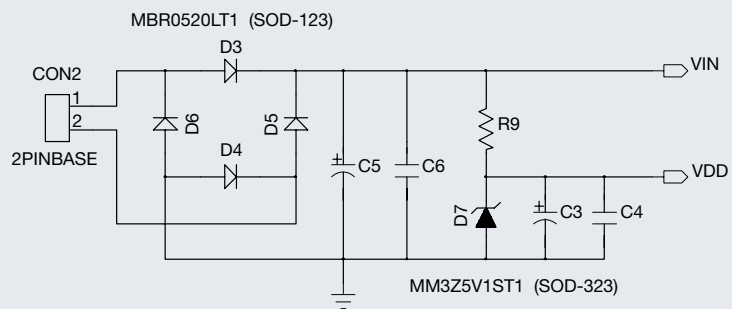 MBR0520LT1 (SOD-123)
D3
VIN
CON2
1
2
D6
D5
R9
2PINBASE
D4
C5
C6
VDD
D7
+
C3
C4
+
MM3Z5V1ST1 (SOD-323)